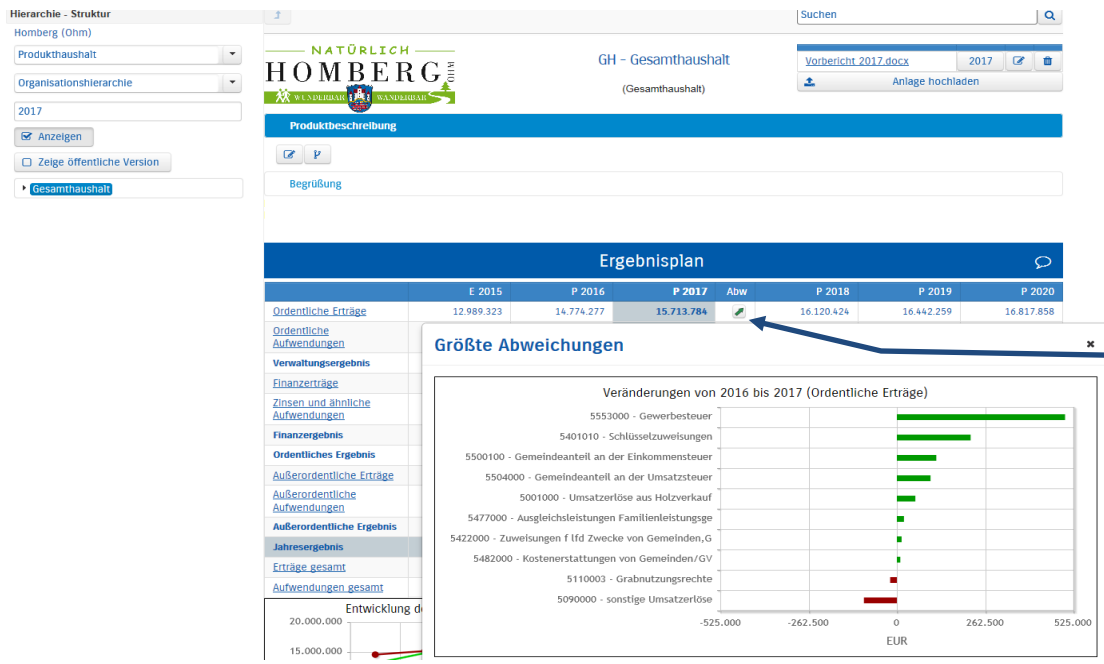 Hierarchie - Struktur
Homberg (Ohm)
Produkthaushalt
Organisationshierarchie
2017
Anzeigen
Zeige öffentliche Version
Gesamthaushalt
Suchen
NATÜRLICH
HOMBERG
OHM
WUNDERBAR WANDERBAR
GH - Gesamthaushalt
(Gesamthaushalt)
Vorbericht 2017.docx 2017
Anlage hochladen
Produktbeschreibung
Begrüßung
Ergebnisplan
E 2015 P 2016 P 2017 Abw P 2018 P 2019 P 2020
Ordentliche Erträge 12.989.323 14.774.277 15.713.784 16.120.424 16.442.259 16.817.858
Ordentliche
Aufwendungen
Verwaltungsergebnis
Finanzerträge
Zinsen und ähnliche
Aufwendungen
Finanzergebnis
Ordentliches Ergebnis
Außerordentliche Erträge
Außerordentliche
Aufwendungen
Außerordentliche Ergebnis
Jahresergebnis
Erträge gesamt
Aufwendungen gesamt
Entwicklung
20.000.000
15.000.000
Größte Abweichungen
Veränderungen von 2016 bis 2017 (Ordentliche Erträge)
5553000 - Gewerbesteuer
5401010 - Schlüsselzuweisungen
5500100 - Gemeindeanteil an der Einkommensteuer
5504000 - Gemeindeanteil an der Umsatzsteuer
5001000 - Umsatzerlöse aus Holzverkauf
5477000 - Ausgleichsleistungen Familienleistungsge
5422000 - Zuweisungen f lfd Zwecke von Gemeinden,G
5482000 - Kostenerstattungen von Gemeinden/GV
5110003 - Grabnutzungsrechte
5090000 - sonstige Umsatzerlöse
-525.000 -262.500 0 262.500 525.000
EUR